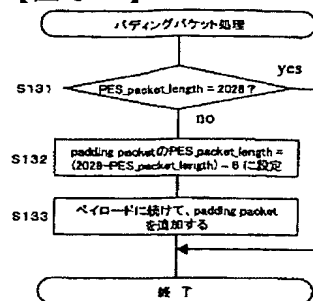 パディングパケット処理
yes
S131
PES_packet_length = 2028?
no
S132
padding packetのPES_packet_length =
(2028-PES_packet_length) - 6 に設定
S133
ペイロードに続けて、padding packet
を追加する
終 了